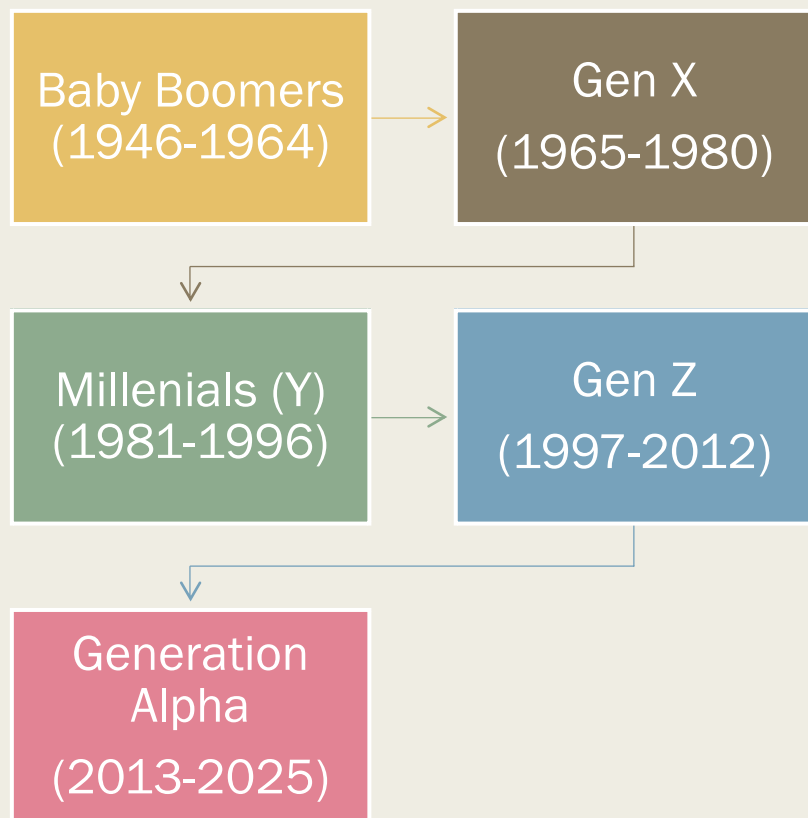 Baby Boomers
(1946-1964)
Gen X
(1965-1980)
Millenials (Y)
(1981-1996)
Gen Z
(1997-2012)
Generation
Alpha
(2013-2025)